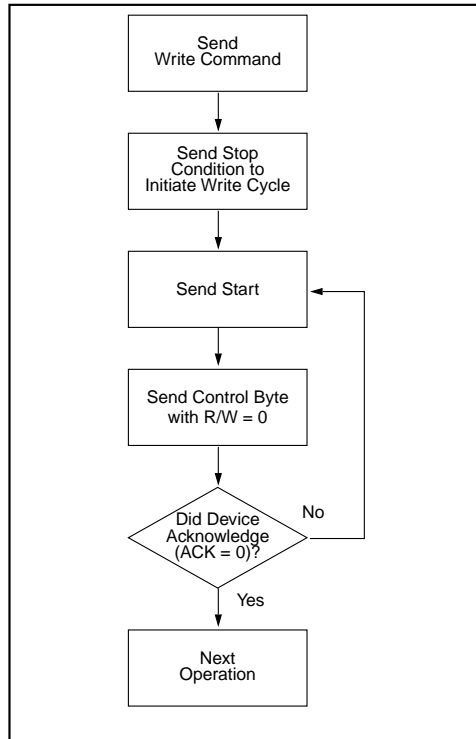 Send
Write Command
Send Stop
Condition to
Initiate Write Cycle
Send Start
Send Control Byte
with R/W = 0
Did Device
Acknowledge
(ACK = 0)?
No
Yes
Next
Operation